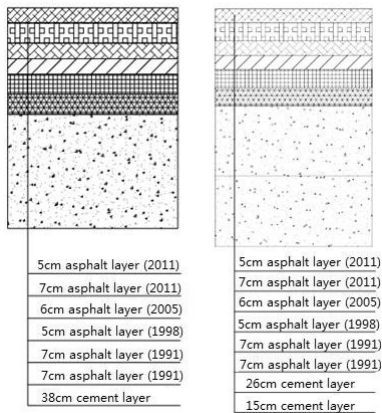 5cm asphalt layer (2011)
7cm asphalt layer (2011)
6cm asphalt layer (2005)
5cm asphalt layer (1998)
7cm asphalt layer (1991)
7cm asphalt layer (1991)
38cm cement layer
5cm asphalt layer (2011)
7cm asphalt layer (2011)
6cm asphalt layer (2005)
5cm asphalt layer (1998)
7cm asphalt layer (1991)
7cm asphalt layer (1991)
26cm cement layer
15cm cement layer